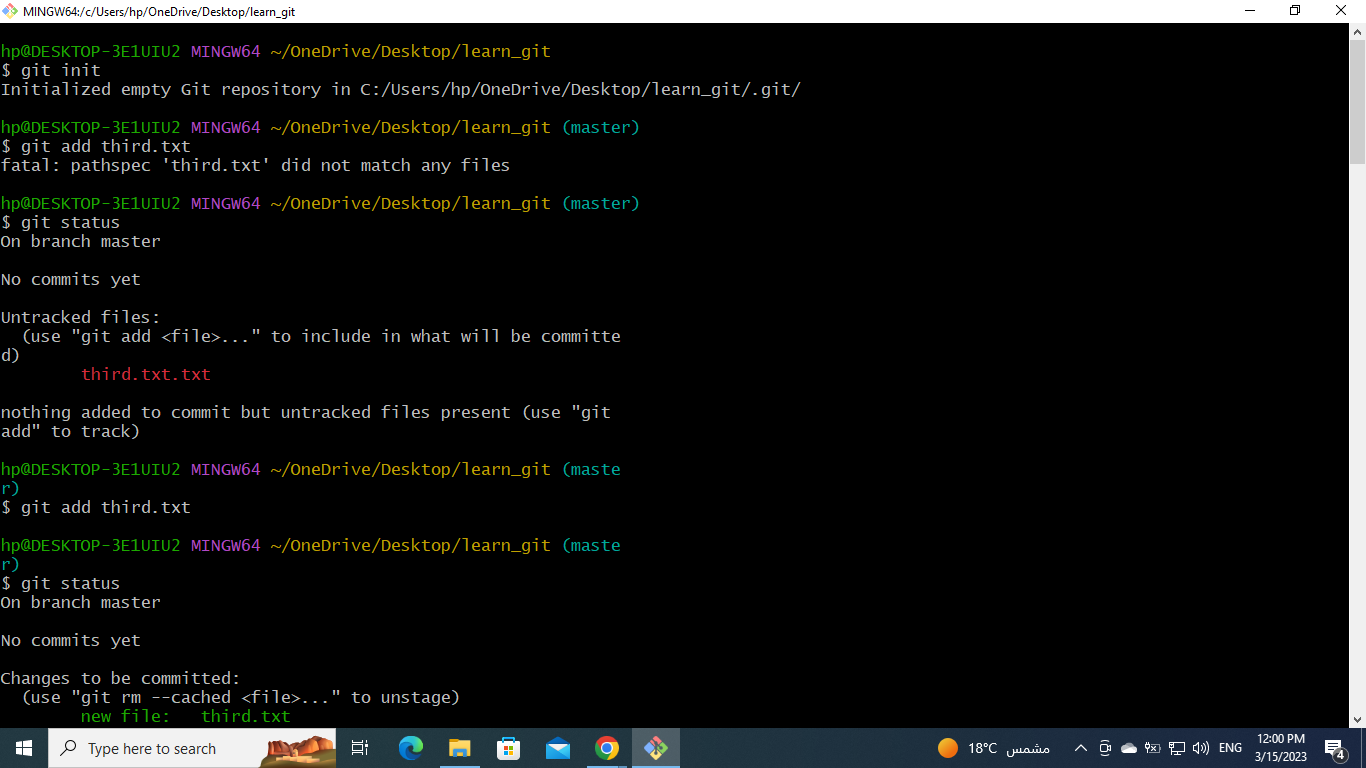 MINGW64:/c/Users/hp/OneDrive/Desktop/learn_git
hp@DESKTOP-3E1UIU2 MINGW64 ~/OneDrive/Desktop/learn_git
$ git init
Initialized empty Git repository in C:/Users/hp/OneDrive/Desktop/learn_git/.git/
hp@DESKTOP-3E1UIU2 MINGW64 ~/OneDrive/Desktop/learn_git (master)
$ git add third.txt
fatal: pathspec 'third.txt' did not match any files
hp@DESKTOP-3E1UIU2 MINGW64 ~/OneDrive/Desktop/learn_git (master)
$ git status
On branch master
No commits yet
Untracked files:
  (use "git add <file>..." to include in what will be committe
d)
        third.txt.txt
nothing added to commit but untracked files present (use "git
add" to track)
hp@DESKTOP-3E1UIU2 MINGW64 ~/OneDrive/Desktop/learn_git (maste
r)
$ git add third.txt
hp@DESKTOP-3E1UIU2 MINGW64 ~/OneDrive/Desktop/learn_git (maste
r)
$ git status
On branch master
No commits yet
Changes to be committed:
  (use "git rm --cached <file>..." to unstage)
        new file:   third.txt
Type here to search
18°C مشمس
ENG
12:00 PM
3/15/2023
4